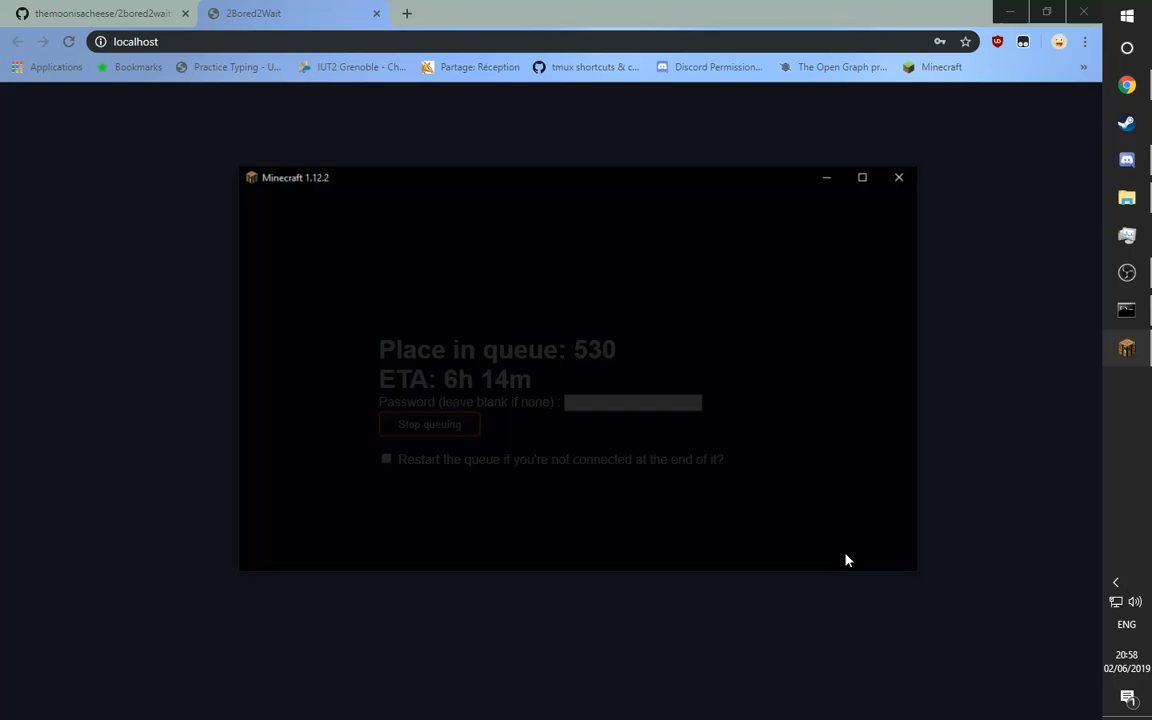 themoonisacheese/2bored2wait:
2Bored2Wait
localhost
Applications
Bookmarks
Practice Typing - U...
IUT2 Grenoble - Ch...
Partage: Réception
tmux shortcuts & c...
Discord Permission...
The Open Graph pr...
Minecraft
»
Minecraft 1.12.2
Place in queue: 530
ETA: 6h 14m
Password (leave blank if none) :
Stop queuing
Restart the queue if you're not connected at the end of it?
ENG
20:58
02/06/2019
1